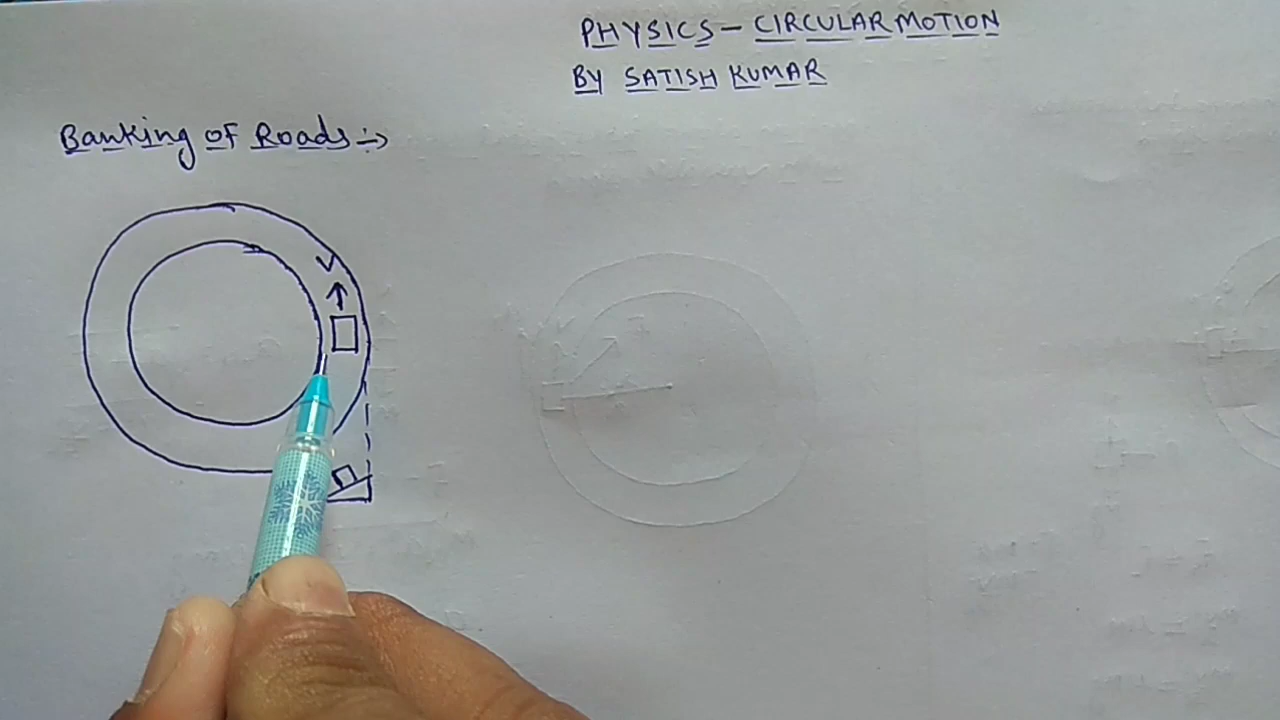 PHYSICS - CIRCULAR MOTION
BY SATISH KUMAR
Banking of Roads :->
V